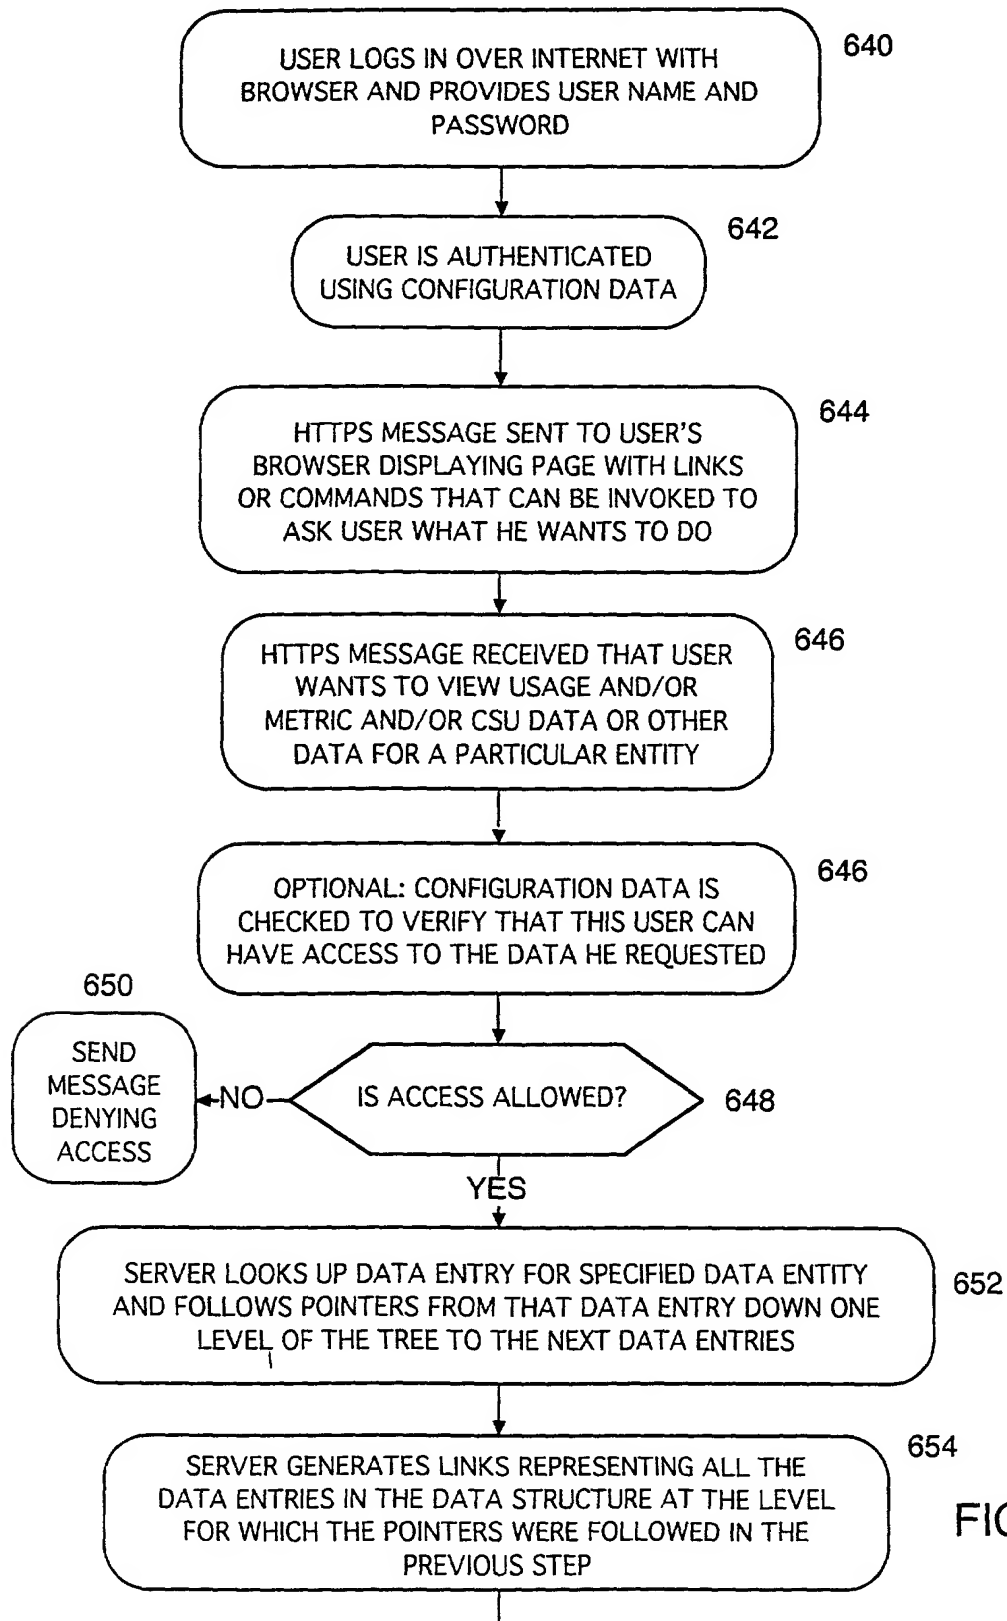 640
USER LOGS IN OVER INTERNET WITH
BROWSER AND PROVIDES USER NAME AND
PASSWORD
642
USER IS AUTHENTICATED
USING CONFIGURATION DATA
644
HTTPS MESSAGE SENT TO USER'S
BROWSER DISPLAYING PAGE WITH LINKS
OR COMMANDS THAT CAN BE INVOKED TO
ASK USER WHAT HE WANTS TO DO
646
HTTPS MESSAGE RECEIVED THAT USER
WANTS TO VIEW USAGE AND/OR
METRIC AND/OR CSU DATA OR OTHER
DATA FOR A PARTICULAR ENTITY
646
OPTIONAL: CONFIGURATION DATA IS
CHECKED TO VERIFY THAT THIS USER CAN
HAVE ACCESS TO THE DATA HE REQUESTED
650
SEND
MESSAGE
DENYING
ACCESS
NO
IS ACCESS ALLOWED?
648
YES
SERVER LOOKS UP DATA ENTRY FOR SPECIFIED DATA ENTITY
AND FOLLOWS POINTERS FROM THAT DATA ENTRY DOWN ONE
LEVEL OF THE TREE TO THE NEXT DATA ENTRIES
652
654
SERVER GENERATES LINKS REPRESENTING ALL THE
DATA ENTRIES IN THE DATA STRUCTURE AT THE LEVEL
FOR WHICH THE POINTERS WERE FOLLOWED IN THE
PREVIOUS STEP